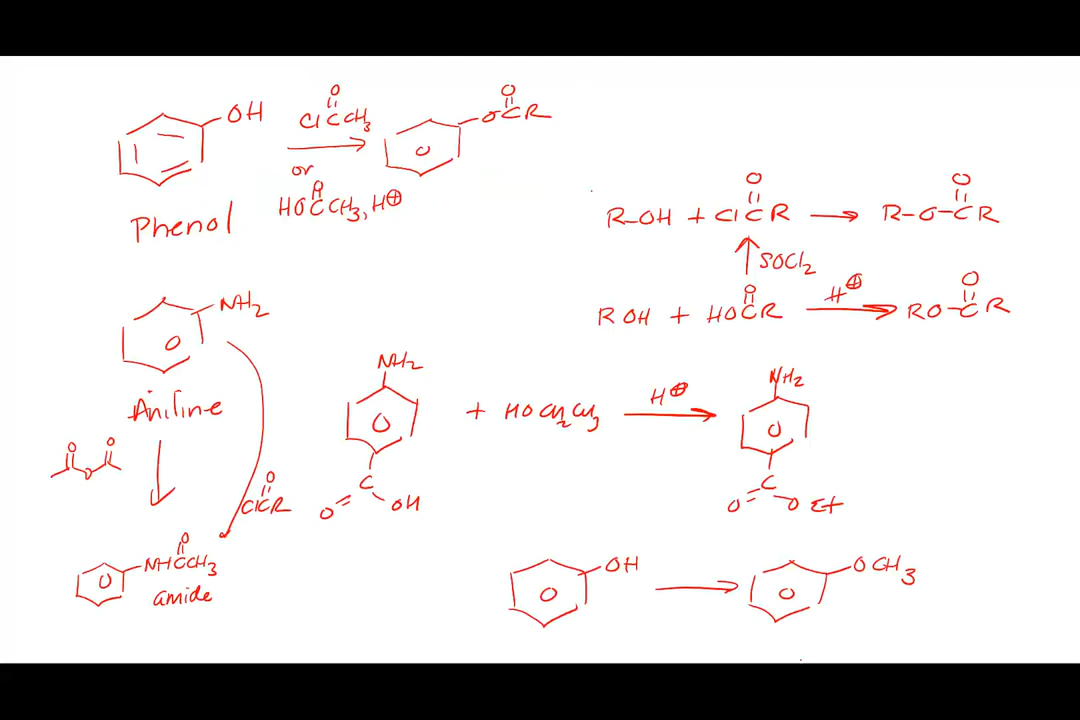 OH
O
ClCCH3
or
O
HOCCH3, H⊕
O
OCR
O
Phenol
O
R-OH + ClCR → R-O-CR
O
SOCl2
O
ROH + HOCR
H⊕
O
RO-CR
NH2
O
Aniline
O
O
O
O
ClCR
O
NHCCH3
O
amide
NH2
O
C
O
OH
+ HOCH2CH3
H⊕
NH2
O
C
O
O Et
OH
O
OCH3
O